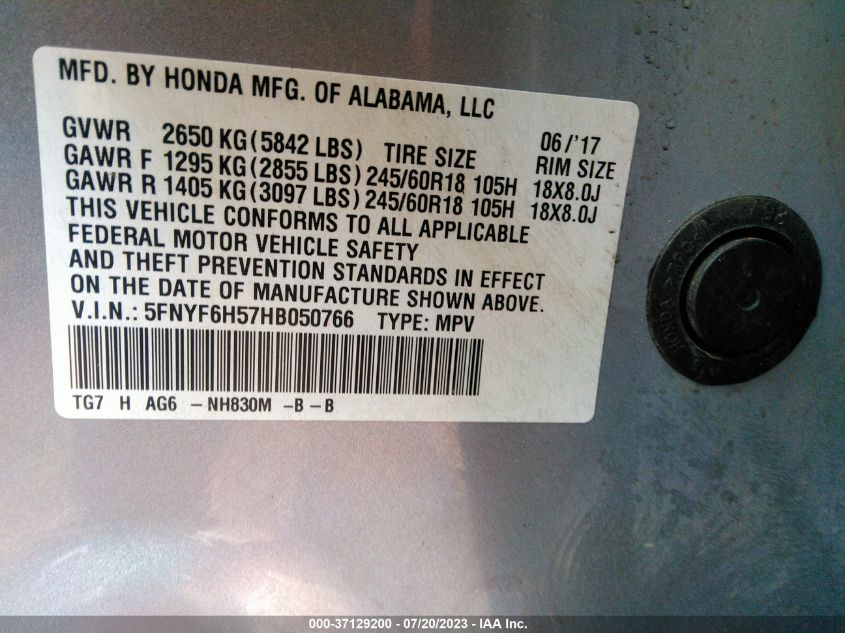 MFD. BY HONDA MFG. OF ALABAMA, LLC
06/'17
GVWR 2650 KG(5842 LBS) TIRE SIZE RIM SIZE
GAWR F 1295 KG(2855 LBS) 245/60R18 105H 18X8.0J
GAWR R 1405 KG(3097 LBS) 245/60R18 105H 18X8.0J
THIS VEHICLE CONFORMS TO ALL APPLICABLE
FEDERAL MOTOR VEHICLE SAFETY
AND THEFT PREVENTION STANDARDS IN EFFECT
ON THE DATE OF MANUFACTURE SHOWN ABOVE.
V.I.N.: 5FNYF6H57HB050766 TYPE: MPV
TG7 H AG6 -NH830M -B-B
HONDA
000-37129200 - 07/20/2023 - IAA Inc.